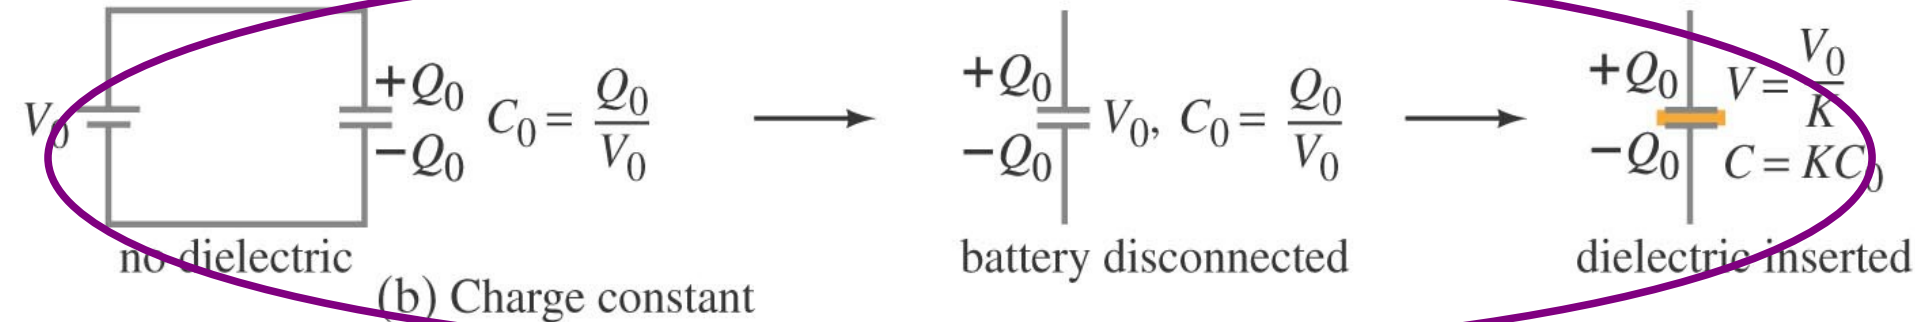 V₀
+Q₀
−Q₀
C₀ = Q₀/V₀
no dielectric
+Q₀
−Q₀
V₀, C₀ = Q₀/V₀
battery disconnected
+Q₀
−Q₀
V = V₀/K
C = KC₀
dielectric inserted
(b) Charge constant